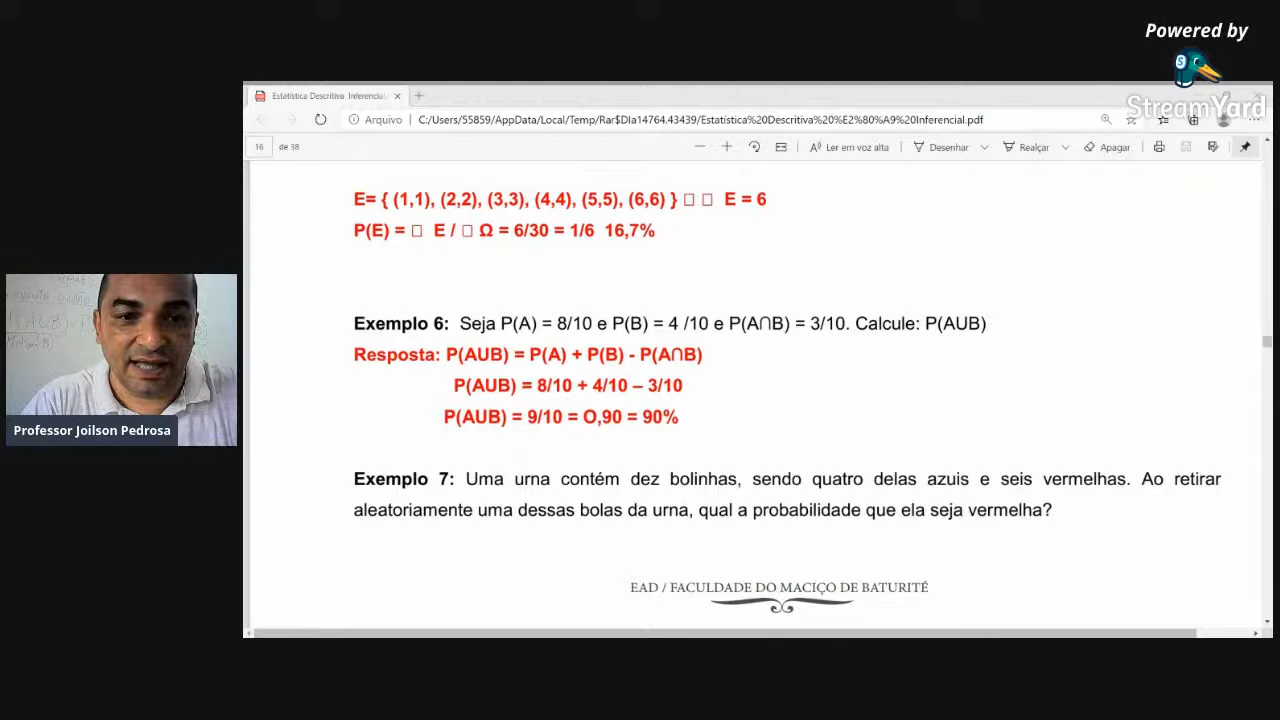 Powered by
StreamYard
Estatística Descritiva Inferencial.
Arquivo C:/Users/55859/AppData/Local/Temp/Rar$DIa14764.43439/Estatística%20Descritiva%20%E2%80%A9%20Inferencial.pdf
16 de 38 Ler em voz alta Desenhar Realçar Apagar
E= { (1,1), (2,2), (3,3), (4,4), (5,5), (6,6) } □ □ E = 6
P(E) = □ E / □ Ω = 6/30 = 1/6 16,7%
Exemplo 6: Seja P(A) = 8/10 e P(B) = 4 /10 e P(A∩B) = 3/10. Calcule: P(AUB)
Resposta: P(AUB) = P(A) + P(B) - P(A∩B)
P(AUB) = 8/10 + 4/10 – 3/10
P(AUB) = 9/10 = O,90 = 90%
Exemplo 7: Uma urna contém dez bolinhas, sendo quatro delas azuis e seis vermelhas. Ao retirar
aleatoriamente uma dessas bolas da urna, qual a probabilidade que ela seja vermelha?
EAD / FACULDADE DO MACIÇO DE BATURITÉ
Professor Joilson Pedrosa